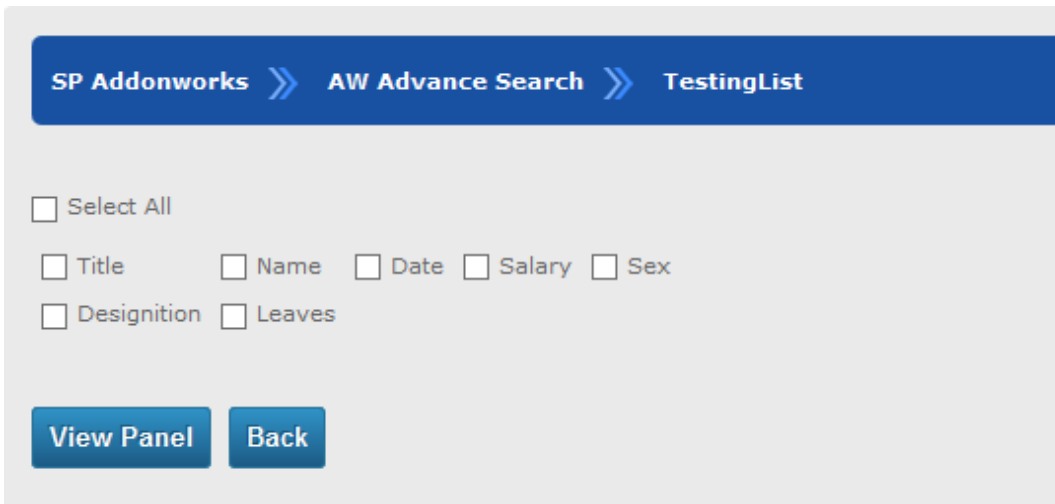 SP Addonworks AW Advance Search TestingList
Select All
Title Name Date Salary Sex
Designition Leaves
View Panel Back